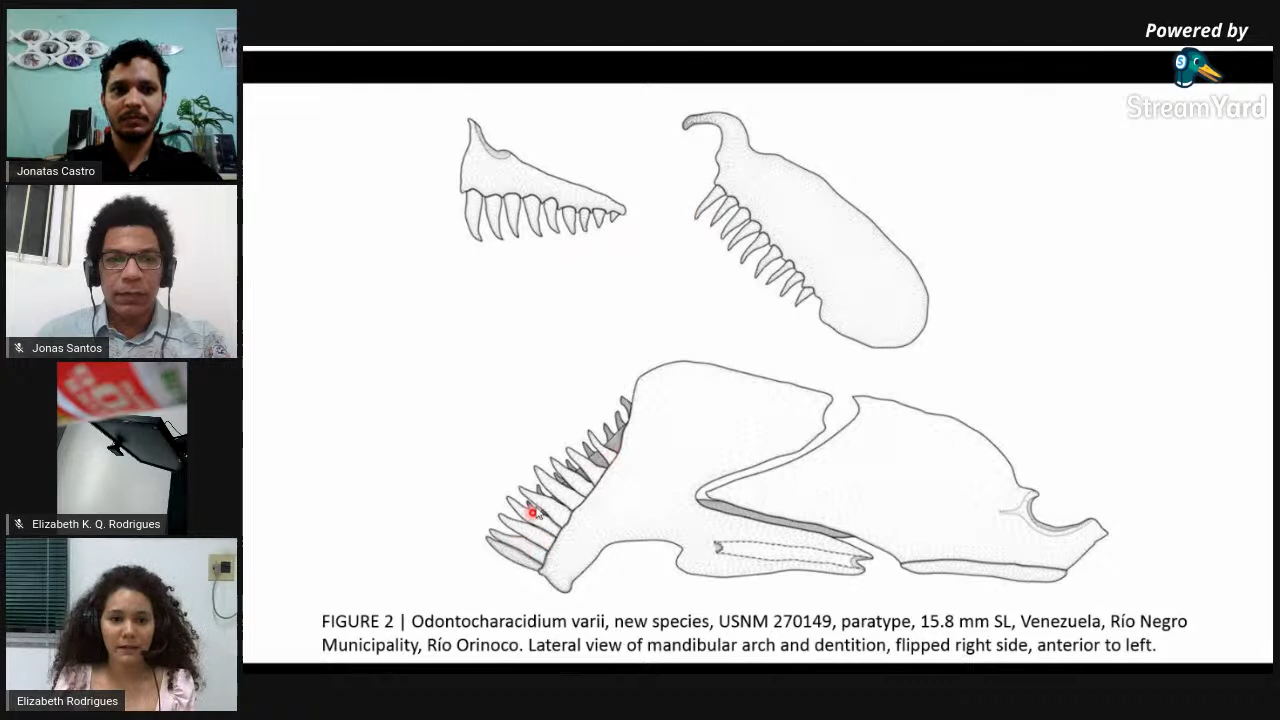 Powered by
StreamYard
Jonatas Castro
Jonas Santos
Elizabeth K. Q. Rodrigues
Elizabeth Rodrigues
FIGURE 2 | Odontocharacidium varii, new species, USNM 270149, paratype, 15.8 mm SL, Venezuela, Río Negro
Municipality, Río Orinoco. Lateral view of mandibular arch and dentition, flipped right side, anterior to left.